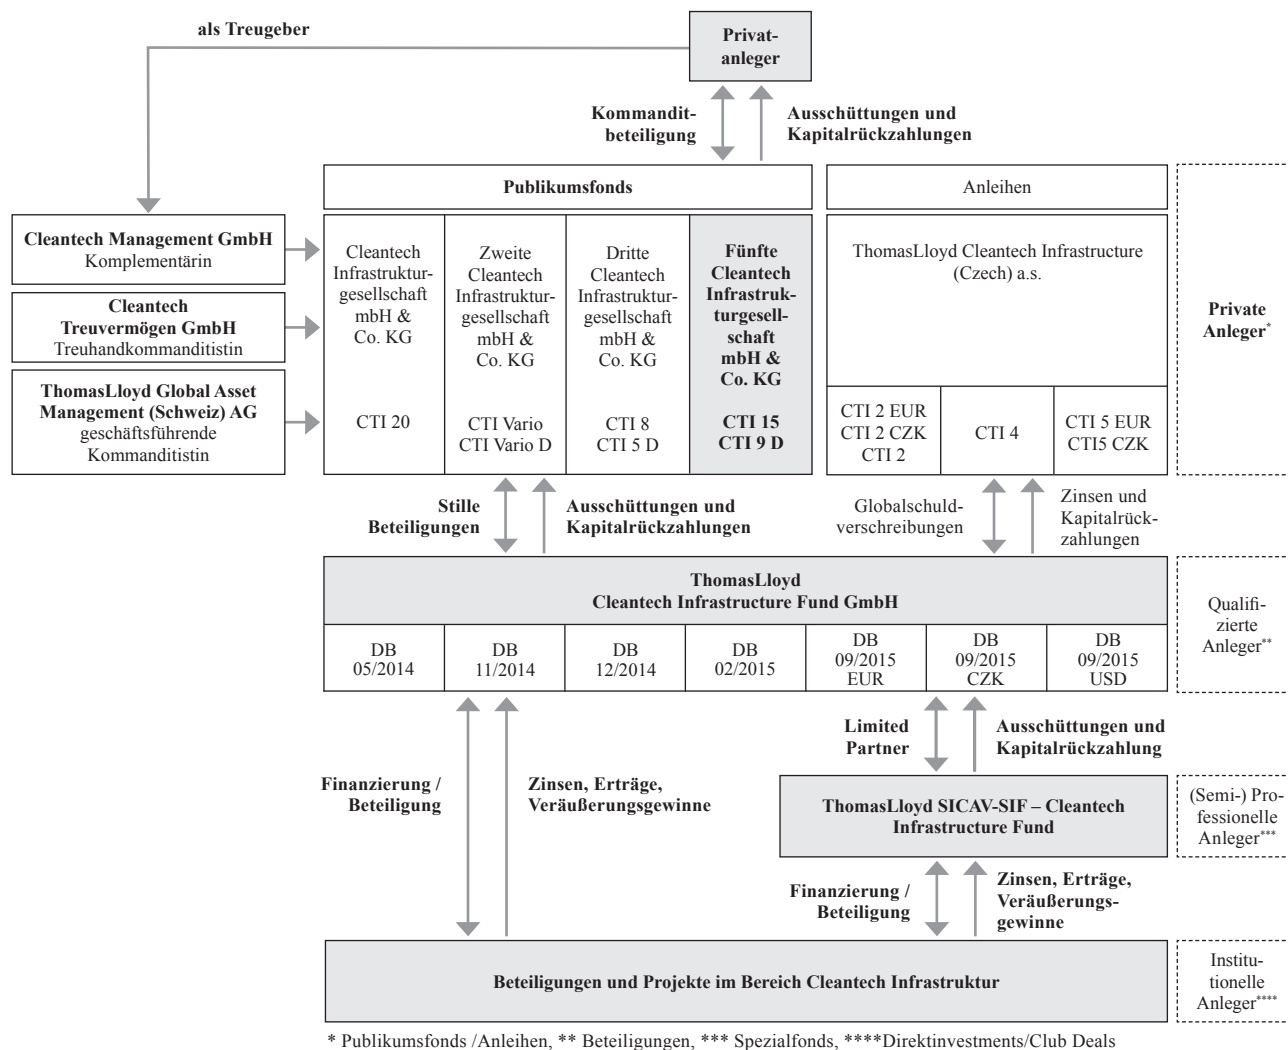 als Treugeber
Privat-
anleger
Kommandit-
beteiligung
Ausschüttungen und
Kapitalrückzahlungen
Publikumsfonds
Anleihen
Cleantech Management GmbH
Komplementärin
Cleantech
Treuvermögen GmbH
Treuhandkommanditistin
ThomasLloyd Global Asset
Management (Schweiz) AG
geschäftsführende
Kommanditistin
Cleantech
Infrastruktur-
gesellschaft
mbH &
Co. KG
CTI 20
Zweite
Cleantech
Infrastruktur-
gesellschaft
mbH &
Co. KG
CTI Vario
CTI Vario D
Dritte
Cleantech
Infrastruktur-
gesellschaft
mbH &
Co. KG
CTI 8
CTI 5 D
Fünfte
Cleantech
Infrastruk-
turgesell-
schaft
mbH &
Co. KG
CTI 15
CTI 9 D
ThomasLloyd Cleantech Infrastructure
(Czech) a.s.
CTI 2 EUR
CTI 2 CZK
CTI 2
CTI 4
CTI 5 EUR
CTI5 CZK
Private
Anleger*
Stille
Beteiligungen
Ausschüttungen und
Kapitalrückzahlungen
Globalschuld-
verschreibungen
Zinsen und
Kapitalrück-
zahlungen
ThomasLloyd
Cleantech Infrastructure Fund GmbH
DB
05/2014
DB
11/2014
DB
12/2014
DB
02/2015
DB
09/2015
EUR
DB
09/2015
CZK
DB
09/2015
USD
Qualifi-
zierte
Anleger**
Finanzierung /
Beteiligung
Zinsen, Erträge,
Veräußerungsgewinne
Limited
Partner
Ausschüttungen und
Kapitalrückzahlung
ThomasLloyd SICAV-SIF – Cleantech
Infrastructure Fund
(Semi-) Pro-
fessionelle
Anleger***
Finanzierung /
Beteiligung
Zinsen, Erträge,
Veräußerungs-
gewinne
Beteiligungen und Projekte im Bereich Cleantech Infrastruktur
Institu-
tionelle
Anleger****
* Publikumsfonds /Anleihen, ** Beteiligungen, *** Spezialfonds, ****Direktinvestments/Club Deals